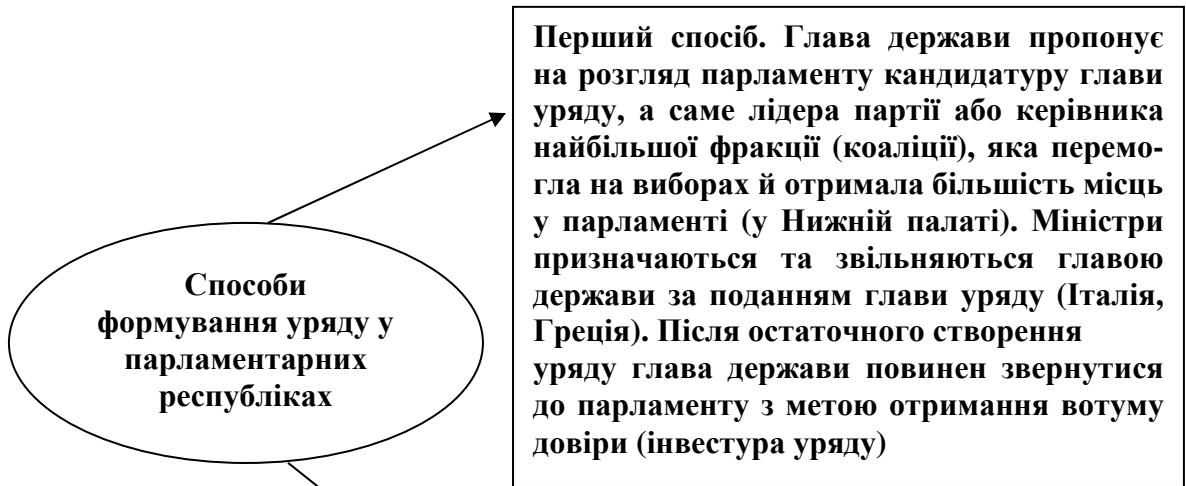 Перший спосіб. Глава держави пропонує
на розгляд парламенту кандидатуру глави
уряду, а саме лідера партії або керівника
найбільшої фракції (коаліції), яка перемо-
гла на виборах й отримала більшість місць
у парламенті (у Нижній палаті). Міністри
призначаються та звільняються главою
держави за поданням глави уряду (Італія,
Греція). Після остаточного створення
уряду глава держави повинен звернутися
до парламенту з метою отримання вотуму
довіри (інвестура уряду)
Способи
формування уряду у
парламентарних
республіках